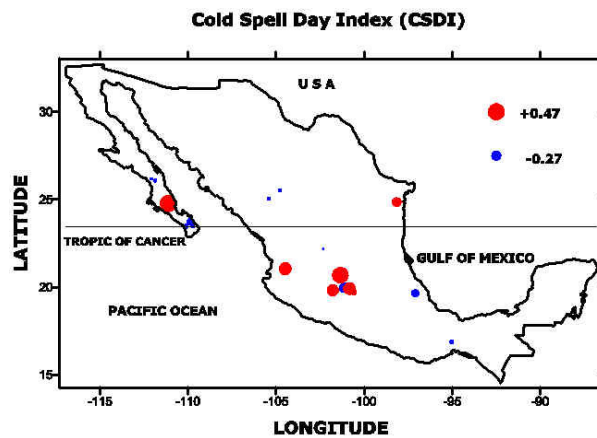 Cold Spell Day Index (CSDI)
U S A
+0.47
-0.27
30
25
20
15
LATITUDE
TROPIC OF CANCER
GULF OF MEXICO
PACIFIC OCEAN
-115 -110 -105 -100 -95 -90
LONGITUDE